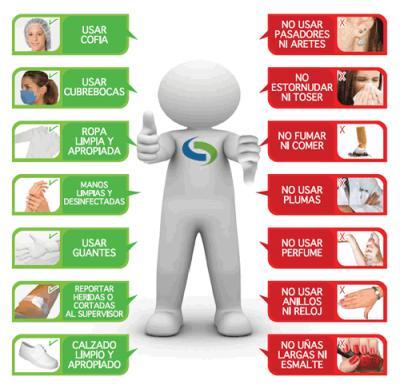 USAR
COFIA
USAR
CUBREBOCAS
ROPA
LIMPIA Y
APROPIADA
MANOS
LIMPIAS Y
DESINFECTADAS
USAR
GUANTES
REPORTAR
HERIDAS O
CORTADAS
AL SUPERVISOR
CALZADO
LIMPIO Y
APROPIADO
NO USAR
PASADORES
NI ARETES
NO
ESTORNUDAR
NI TOSER
NO FUMAR
NI COMER
NO USAR
PLUMAS
NO USAR
PERFUME
NO USAR
ANILLOS
NI RELOJ
NO UÑAS
LARGAS NI
ESMALTE